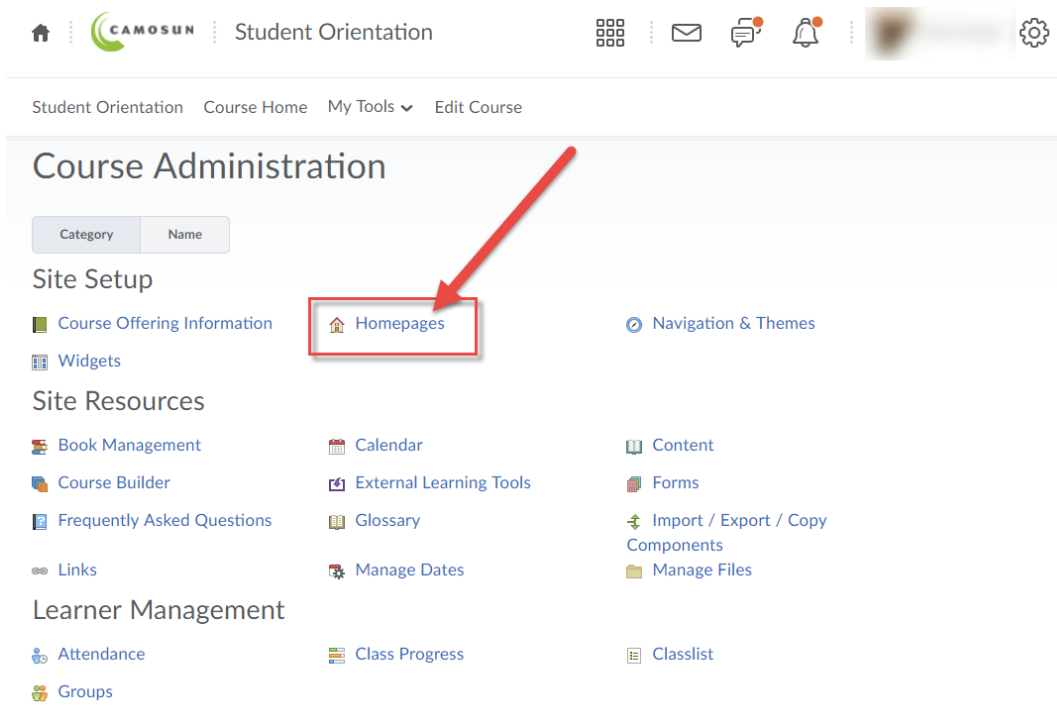 CAMOSUN Student Orientation
Student Orientation Course Home My Tools Edit Course
Course Administration
Category Name
Site Setup
Course Offering Information Homepages Navigation & Themes
Widgets
Site Resources
Book Management Calendar Content
Course Builder External Learning Tools Forms
Frequently Asked Questions Glossary Import / Export / Copy
Components
Links Manage Dates Manage Files
Learner Management
Attendance Class Progress Classlist
Groups